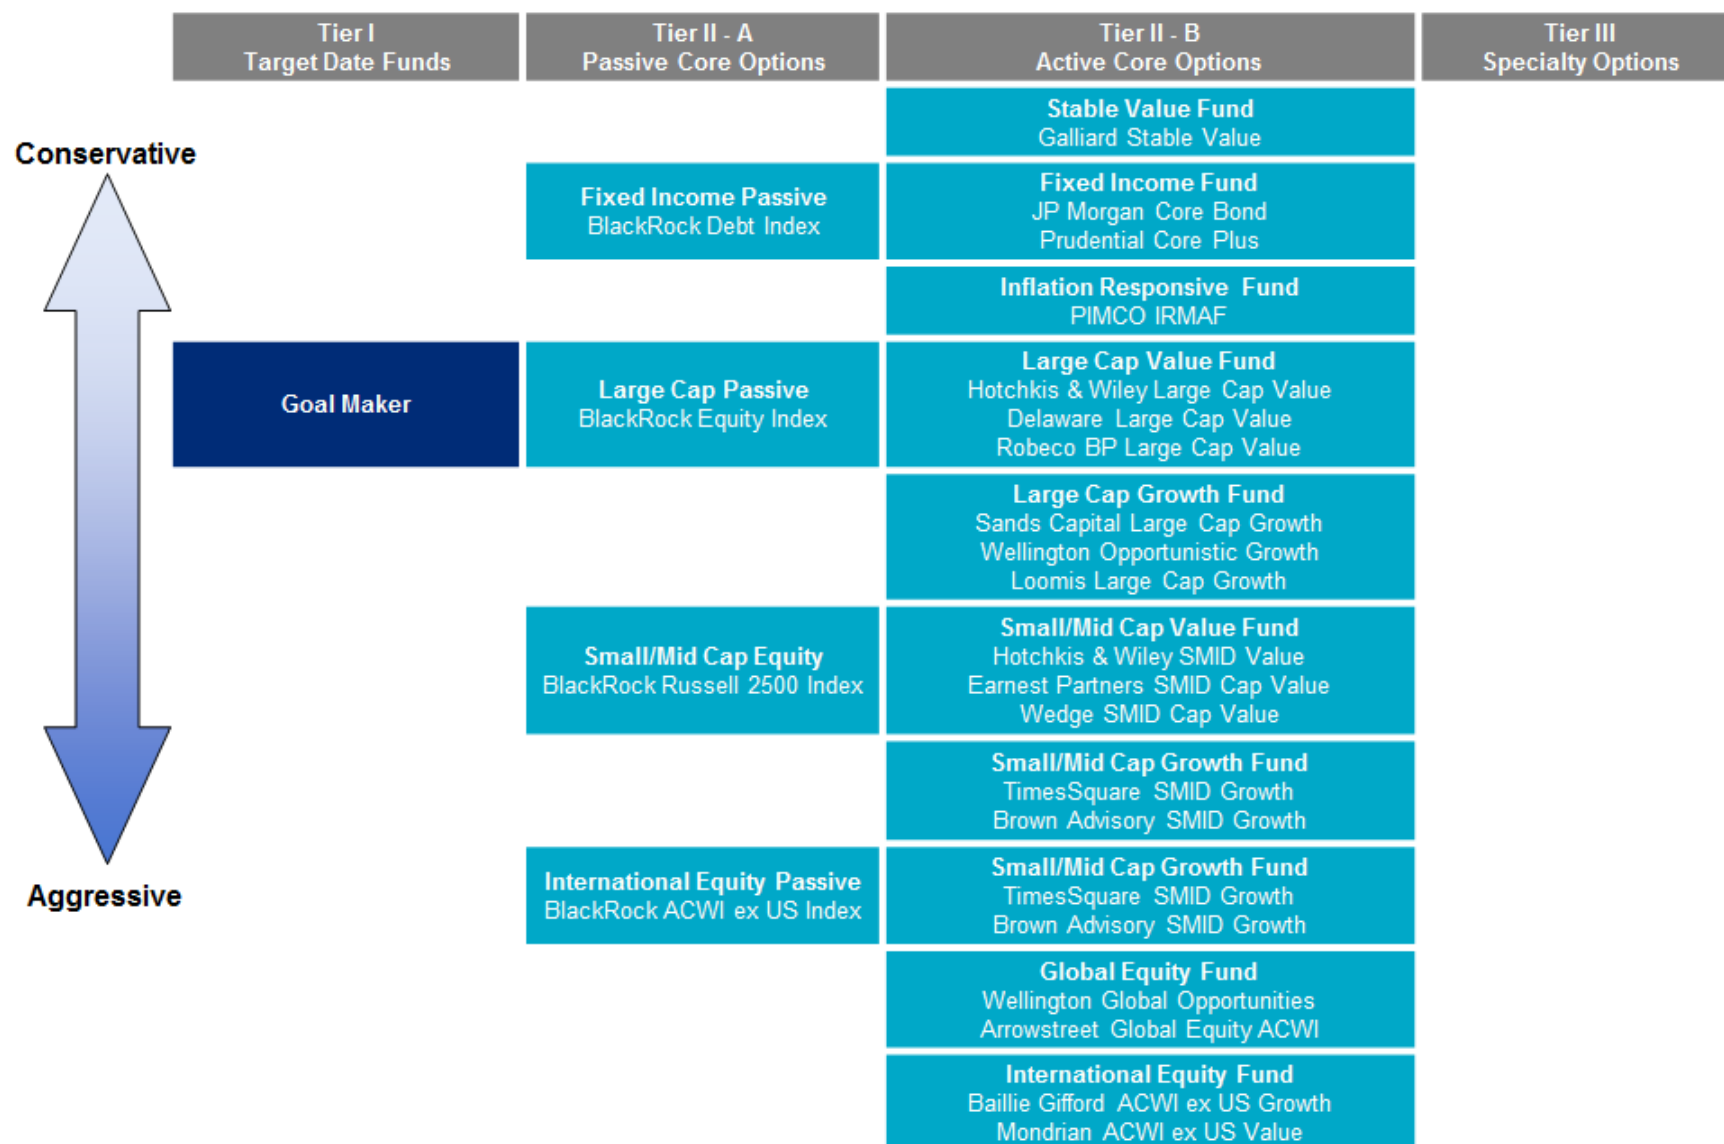 Tier I
Target Date Funds
Tier II - A
Passive Core Options
Tier II - B
Active Core Options
Tier III
Specialty Options
Conservative
Stable Value Fund
Galliard Stable Value
Fixed Income Passive
BlackRock Debt Index
Fixed Income Fund
JP Morgan Core Bond
Prudential Core Plus
Inflation Responsive Fund
PIMCO IRMAF
Goal Maker
Large Cap Passive
BlackRock Equity Index
Large Cap Value Fund
Hotchkis & Wiley Large Cap Value
Delaware Large Cap Value
Robeco BP Large Cap Value
Large Cap Growth Fund
Sands Capital Large Cap Growth
Wellington Opportunistic Growth
Loomis Large Cap Growth
Small/Mid Cap Equity
BlackRock Russell 2500 Index
Small/Mid Cap Value Fund
Hotchkis & Wiley SMID Value
Earnest Partners SMID Cap Value
Wedge SMID Cap Value
Small/Mid Cap Growth Fund
TimesSquare SMID Growth
Brown Advisory SMID Growth
Aggressive
International Equity Passive
BlackRock ACWI ex US Index
Small/Mid Cap Growth Fund
TimesSquare SMID Growth
Brown Advisory SMID Growth
Global Equity Fund
Wellington Global Opportunities
Arrowstreet Global Equity ACWI
International Equity Fund
Baillie Gifford ACWI ex US Growth
Mondrian ACWI ex US Value